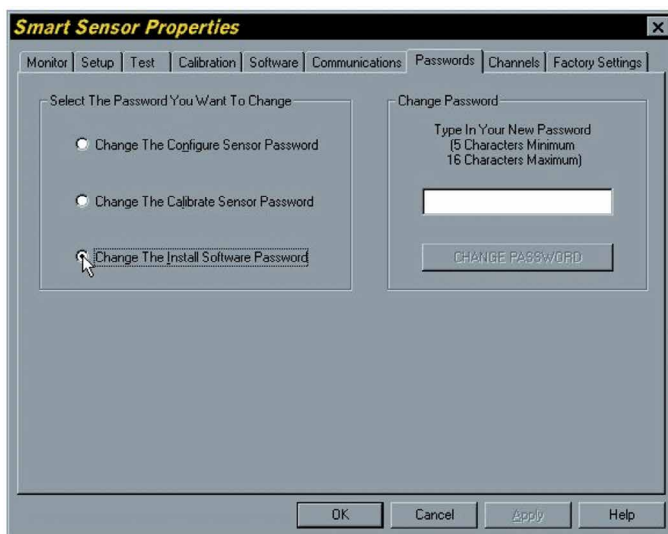 Smart Sensor Properties
Monitor Setup Test Calibration Software Communications Passwords Channels Factory Settings
Select The Password You Want To Change
Change The Configure Sensor Password
Change The Calibrate Sensor Password
Change The Install Software Password
Change Password
Type In Your New Password
(5 Characters Minimum
16 Characters Maximum)
CHANGE PASSWORD
OK Cancel Apply Help